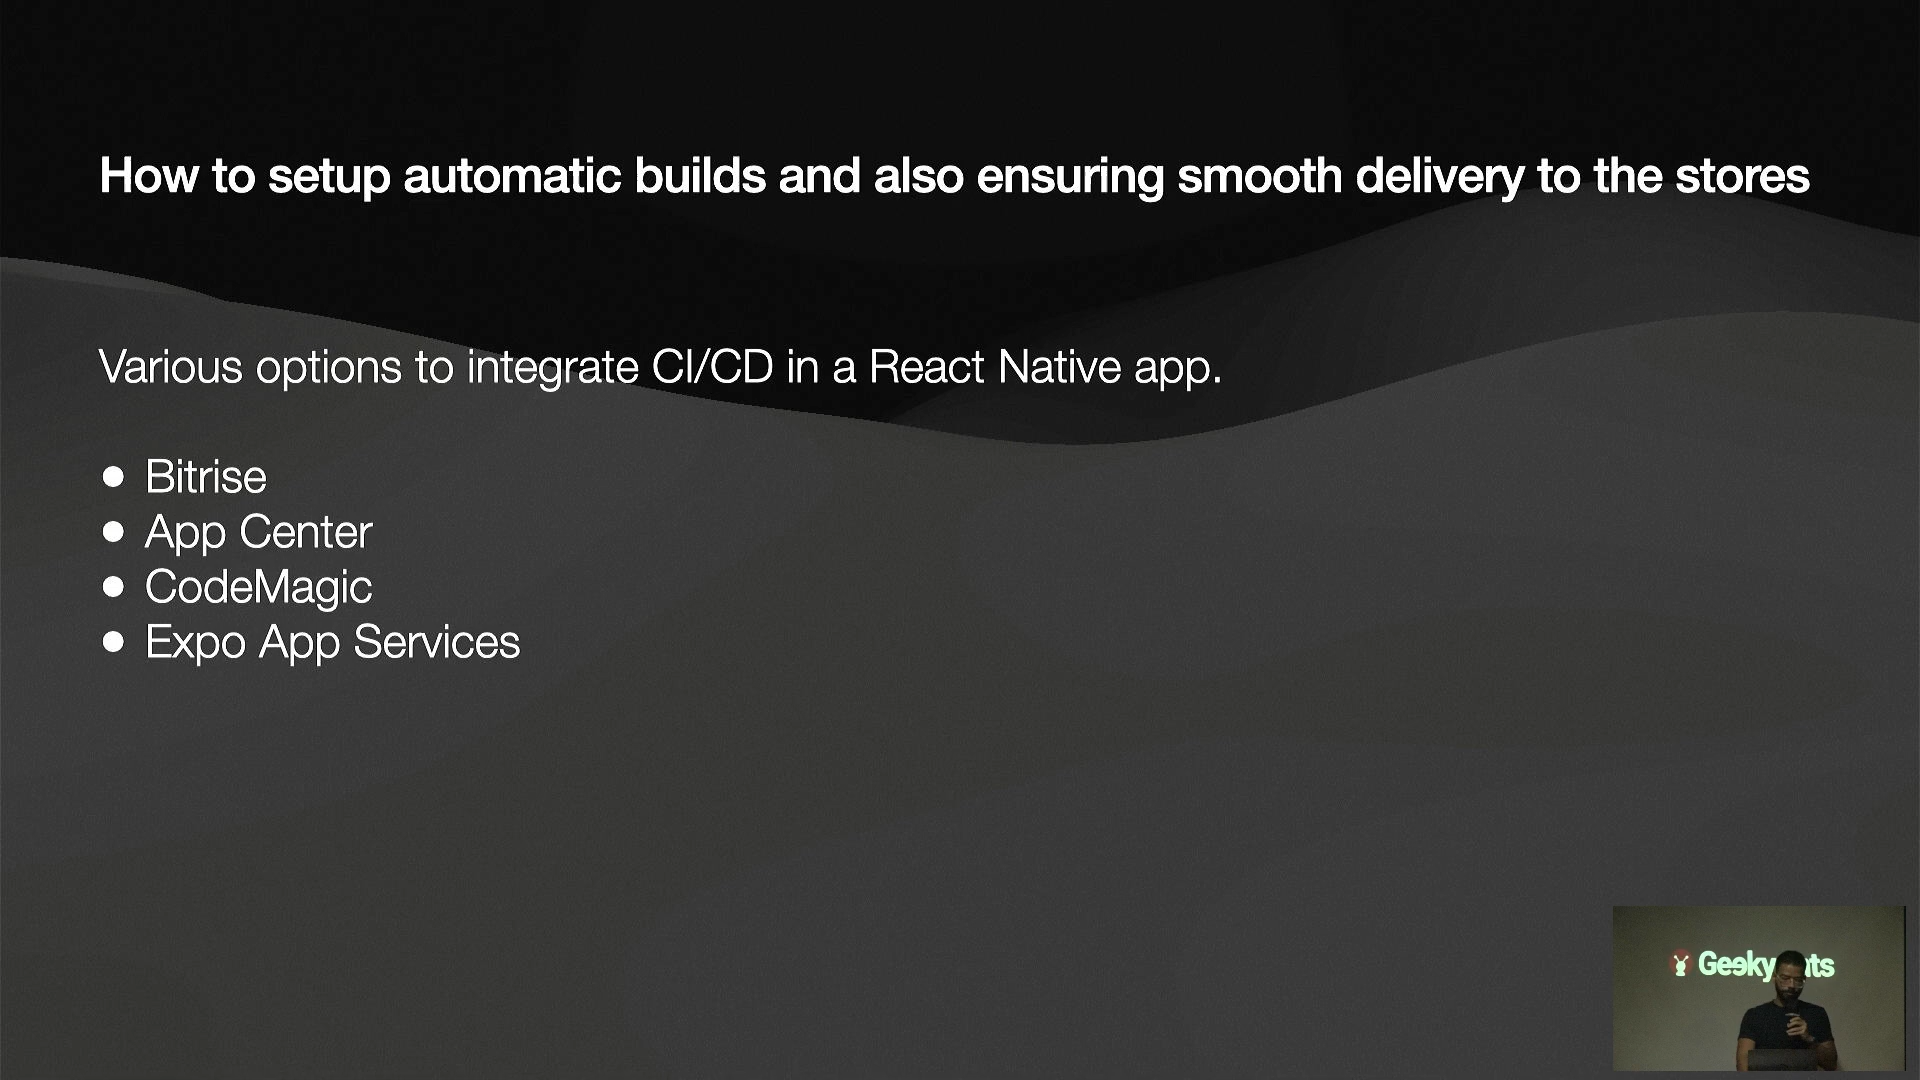 How to setup automatic builds and also ensuring smooth delivery to the stores
Various options to integrate CI/CD in a React Native app.
● Bitrise
● App Center
● CodeMagic
● Expo App Services